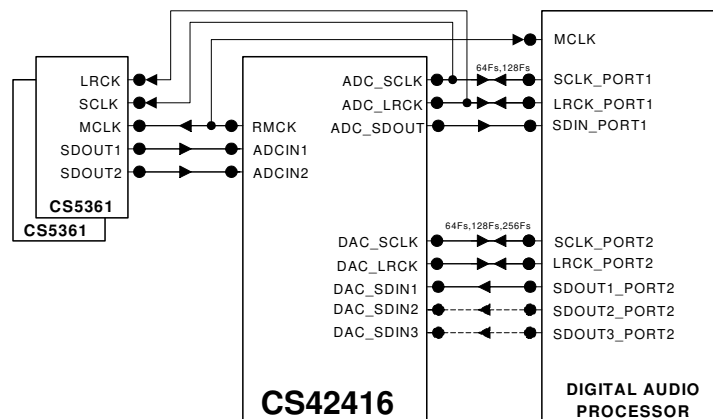 LRCK
SCLK
MCLK
SDOUT1
SDOUT2
CS5361
CS5361
RMCK
ADCIN1
ADCIN2
ADC_SCLK
ADC_LRCK
ADC_SDOUT
DAC_SCLK
DAC_LRCK
DAC_SDIN1
DAC_SDIN2
DAC_SDIN3
CS42416
64Fs,128Fs
64Fs,128Fs,256Fs
MCLK
SCLK_PORT1
LRCK_PORT1
SDIN_PORT1
SCLK_PORT2
LRCK_PORT2
SDOUT1_PORT2
SDOUT2_PORT2
SDOUT3_PORT2
DIGITAL AUDIO
PROCESSOR